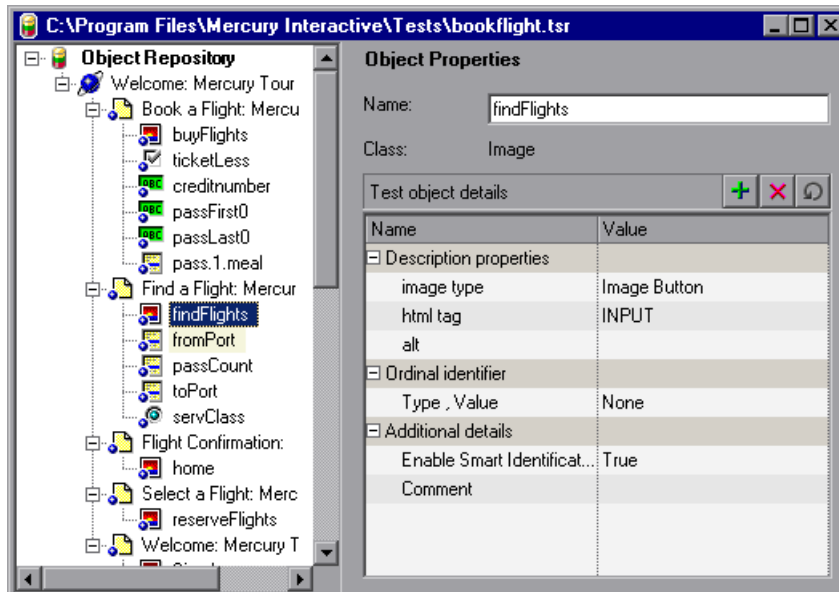 C:\Program Files\Mercury Interactive\Tests\bookflight.tsr
Object Repository
Welcome: Mercury Tour
Book a Flight: Mercu
buyFlights
ticketLess
creditnumber
passFirst0
passLast0
pass.1.meal
Find a Flight: Mercur
findFlights
fromPort
passCount
toPort
servClass
Flight Confirmation:
home
Select a Flight: Merc
reserveFlights
Welcome: Mercury T
Object Properties
Name: findFlights
Class: Image
Test object details
Name Value
Description properties
image type Image Button
html tag INPUT
alt
Ordinal identifier
Type , Value None
Additional details
Enable Smart Identificat... True
Comment